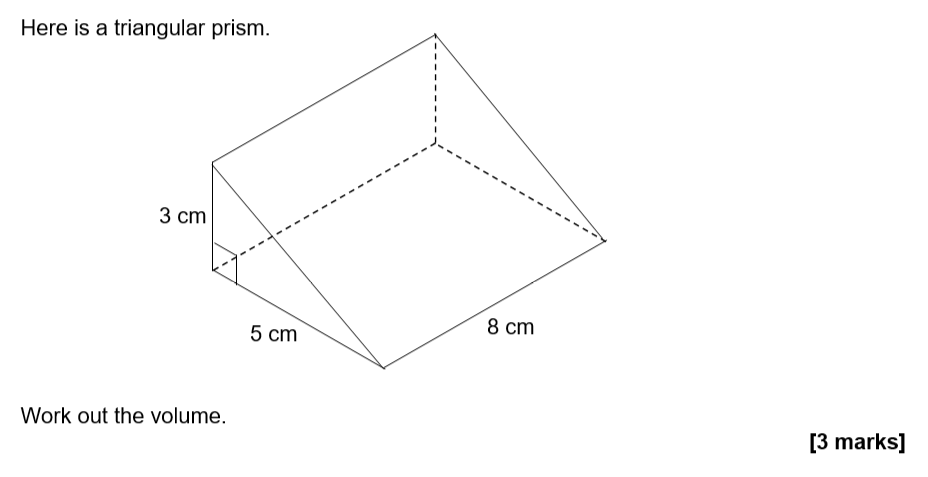 Here is a triangular prism.
3 cm
5 cm
8 cm
Work out the volume.
[3 marks]